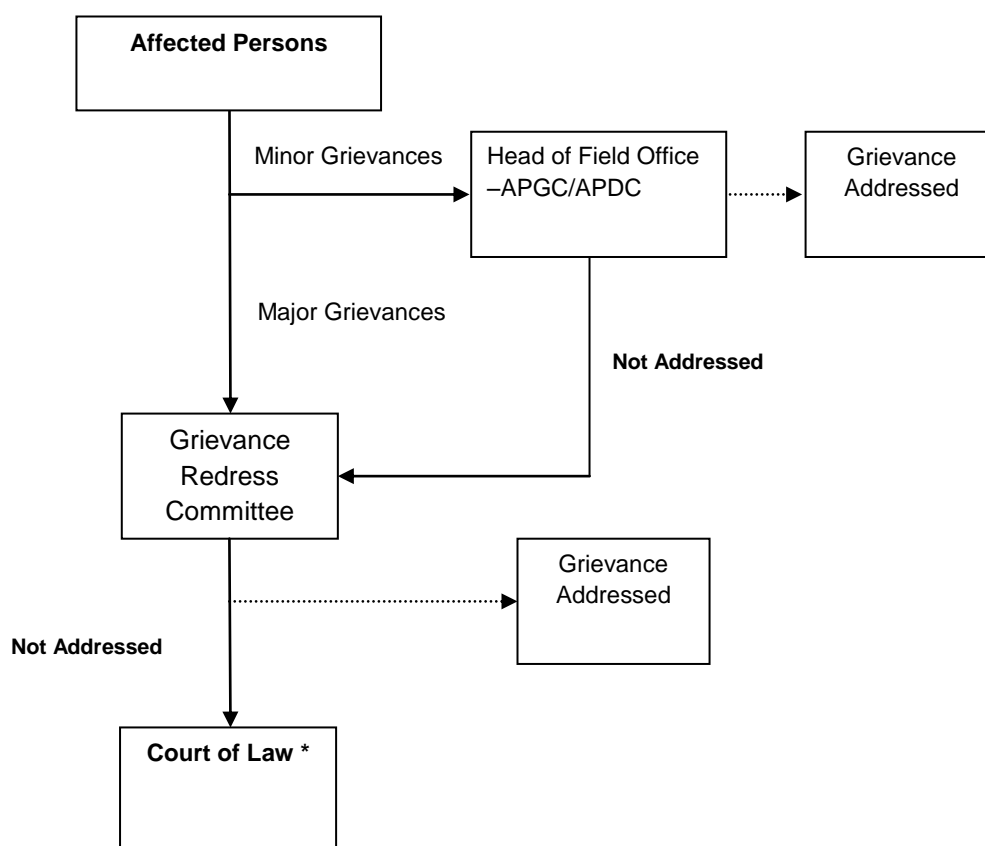 Affected Persons
Minor Grievances
Head of Field Office
–APGC/APDC
Grievance
Addressed
Major Grievances
Not Addressed
Grievance
Redress
Committee
Grievance
Addressed
Not Addressed
Court of Law *